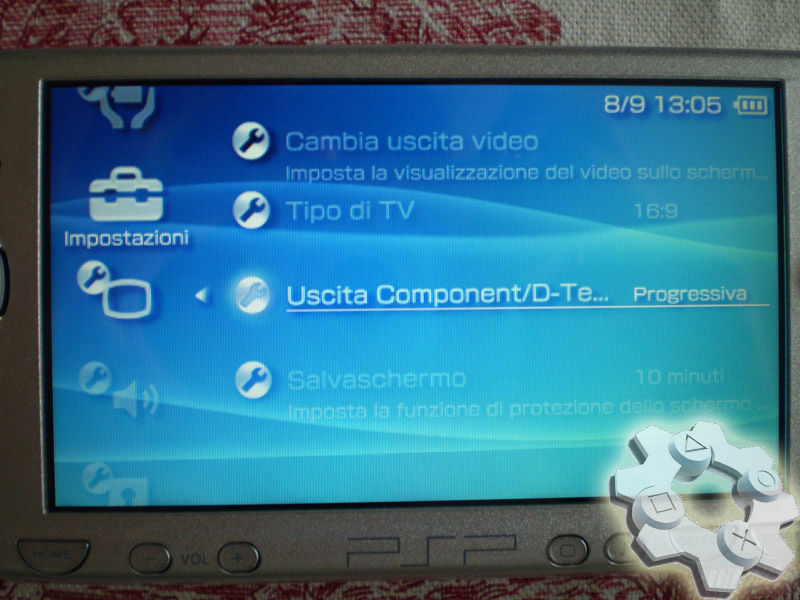 8/9 13:05
Cambia uscita video
Imposta la visualizzazione del video sullo scherm...
Tipo di TV 16:9
Impostazioni
Uscita Component/D-Te... Progressiva
Salvaschermo 10 minuti
Imposta la funzione di protezione dello schermo ...
HOME - VOL + PSP